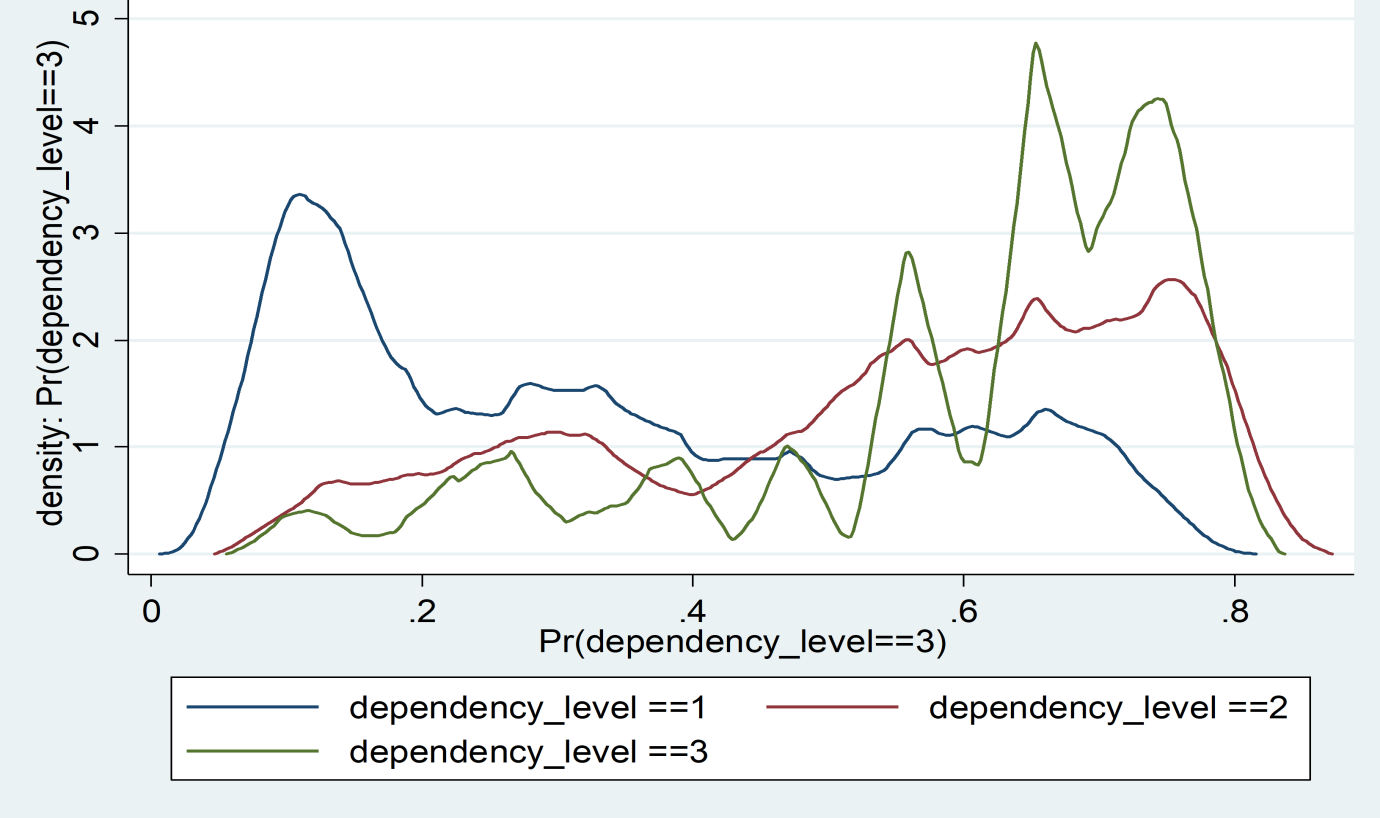 density: Pr(dependency_level==3)
5
4
3
2
1
0
0 .2 .4 .6 .8
Pr(dependency_level==3)
dependency_level ==1 dependency_level ==2
dependency_level ==3